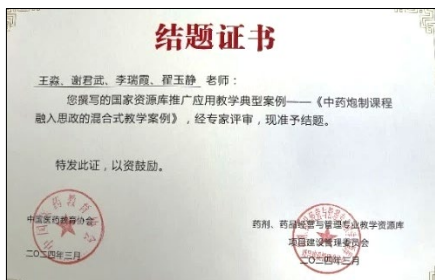 结题证书
王淼、谢君武、李瑞霞、翟玉静 老师：
您撰写的国家资源库推广应用教学典型案例——《中药炮制课程
融入思政的混合式教学案例》，经专家评审，现准予结题。
特发此证，以资鼓励。
中国医药教育协会
药剂、药品经营与管理专业教学资源库
项目建设管理委员会
二〇二四年三月
二〇二四年三月